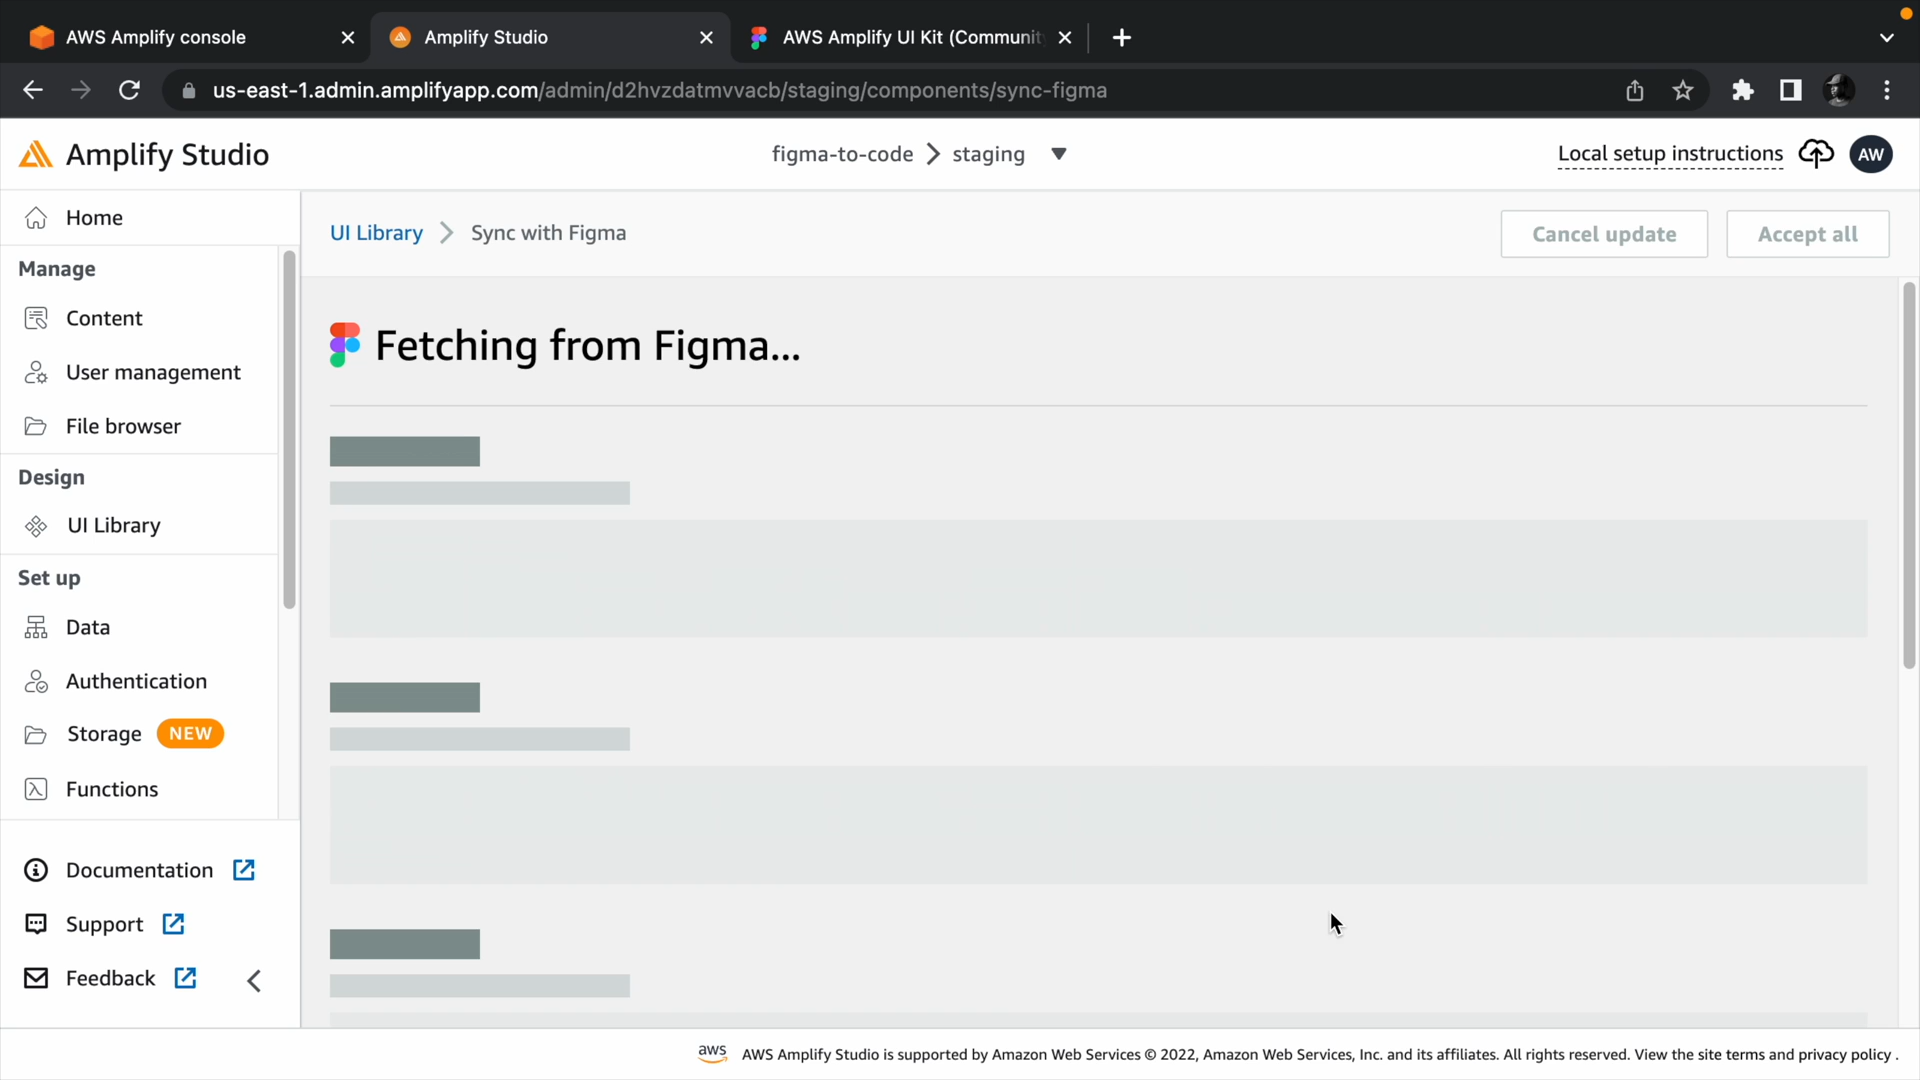 AWS Amplify console
Amplify Studio
AWS Amplify UI Kit (Communit
us-east-1.admin.amplifyapp.com/admin/d2hvzdatmvvacb/staging/components/sync-figma
Amplify Studio
figma-to-code > staging
Local setup instructions
AW
Home
UI Library > Sync with Figma
Cancel update
Accept all
Manage
Content
User management
File browser
Design
UI Library
Set up
Data
Authentication
Storage NEW
Functions
Documentation
Support
Feedback
Fetching from Figma...
aws AWS Amplify Studio is supported by Amazon Web Services © 2022, Amazon Web Services, Inc. and its affiliates. All rights reserved. View the site terms and privacy policy .